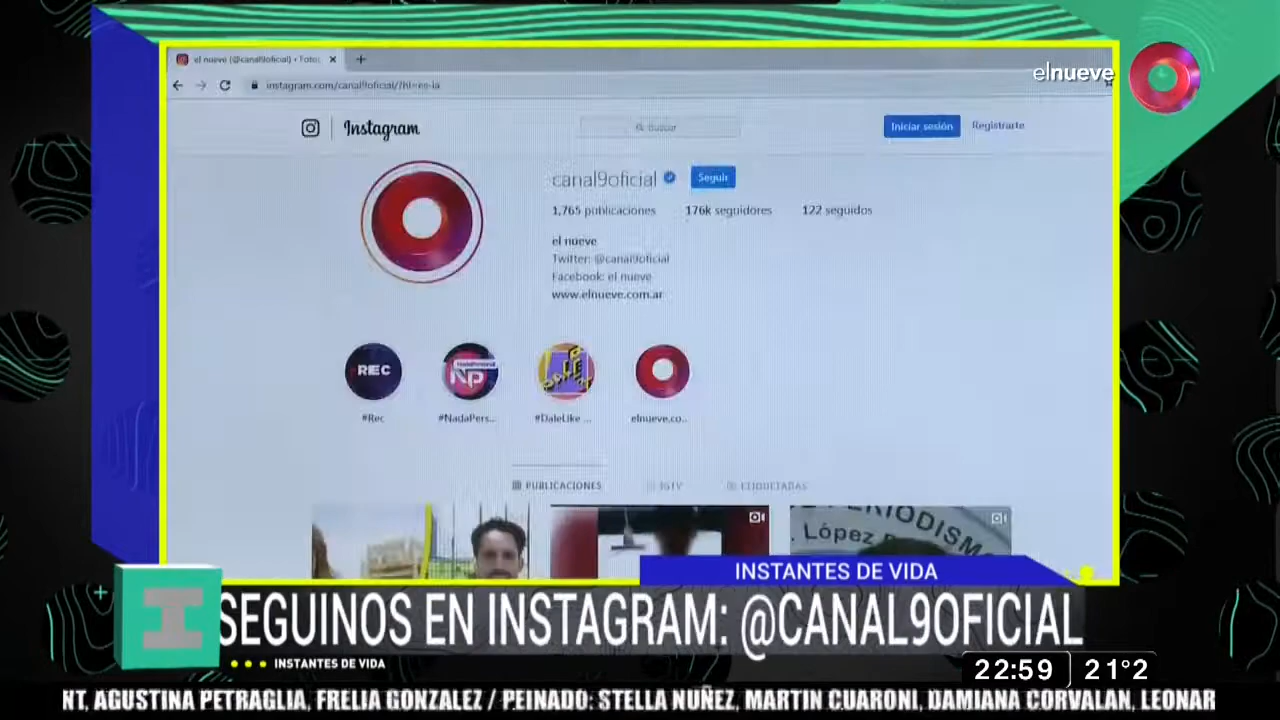 el nueve (@canal9oficial) • Fotos
instagram.com/canal9oficial/?hl=es-la
elnueve
Instagram
Buscar
Iniciar sesión
Registrarte
canal9oficial
Seguir
1,765 publicaciones
176k seguidores
122 seguidos
el nueve
Twitter: @canal9oficial
Facebook: el nueve
www.elnueve.com.ar
REC
NP
#Rec
#NadaPers...
#DaleLike ...
elnueve.co...
PUBLICACIONES
IGTV
ETIQUETADAS
PERIODISMO
López
INSTANTES DE VIDA
I
SEGUINOS EN INSTAGRAM: @CANAL9OFICIAL
INSTANTES DE VIDA
22:59
21°2
NT, AGUSTINA PETRAGLIA, FRELIA GONZALEZ / PEINADO: STELLA NUÑEZ, MARTIN CUARONI, DAMIANA CORVALAN, LEONAR